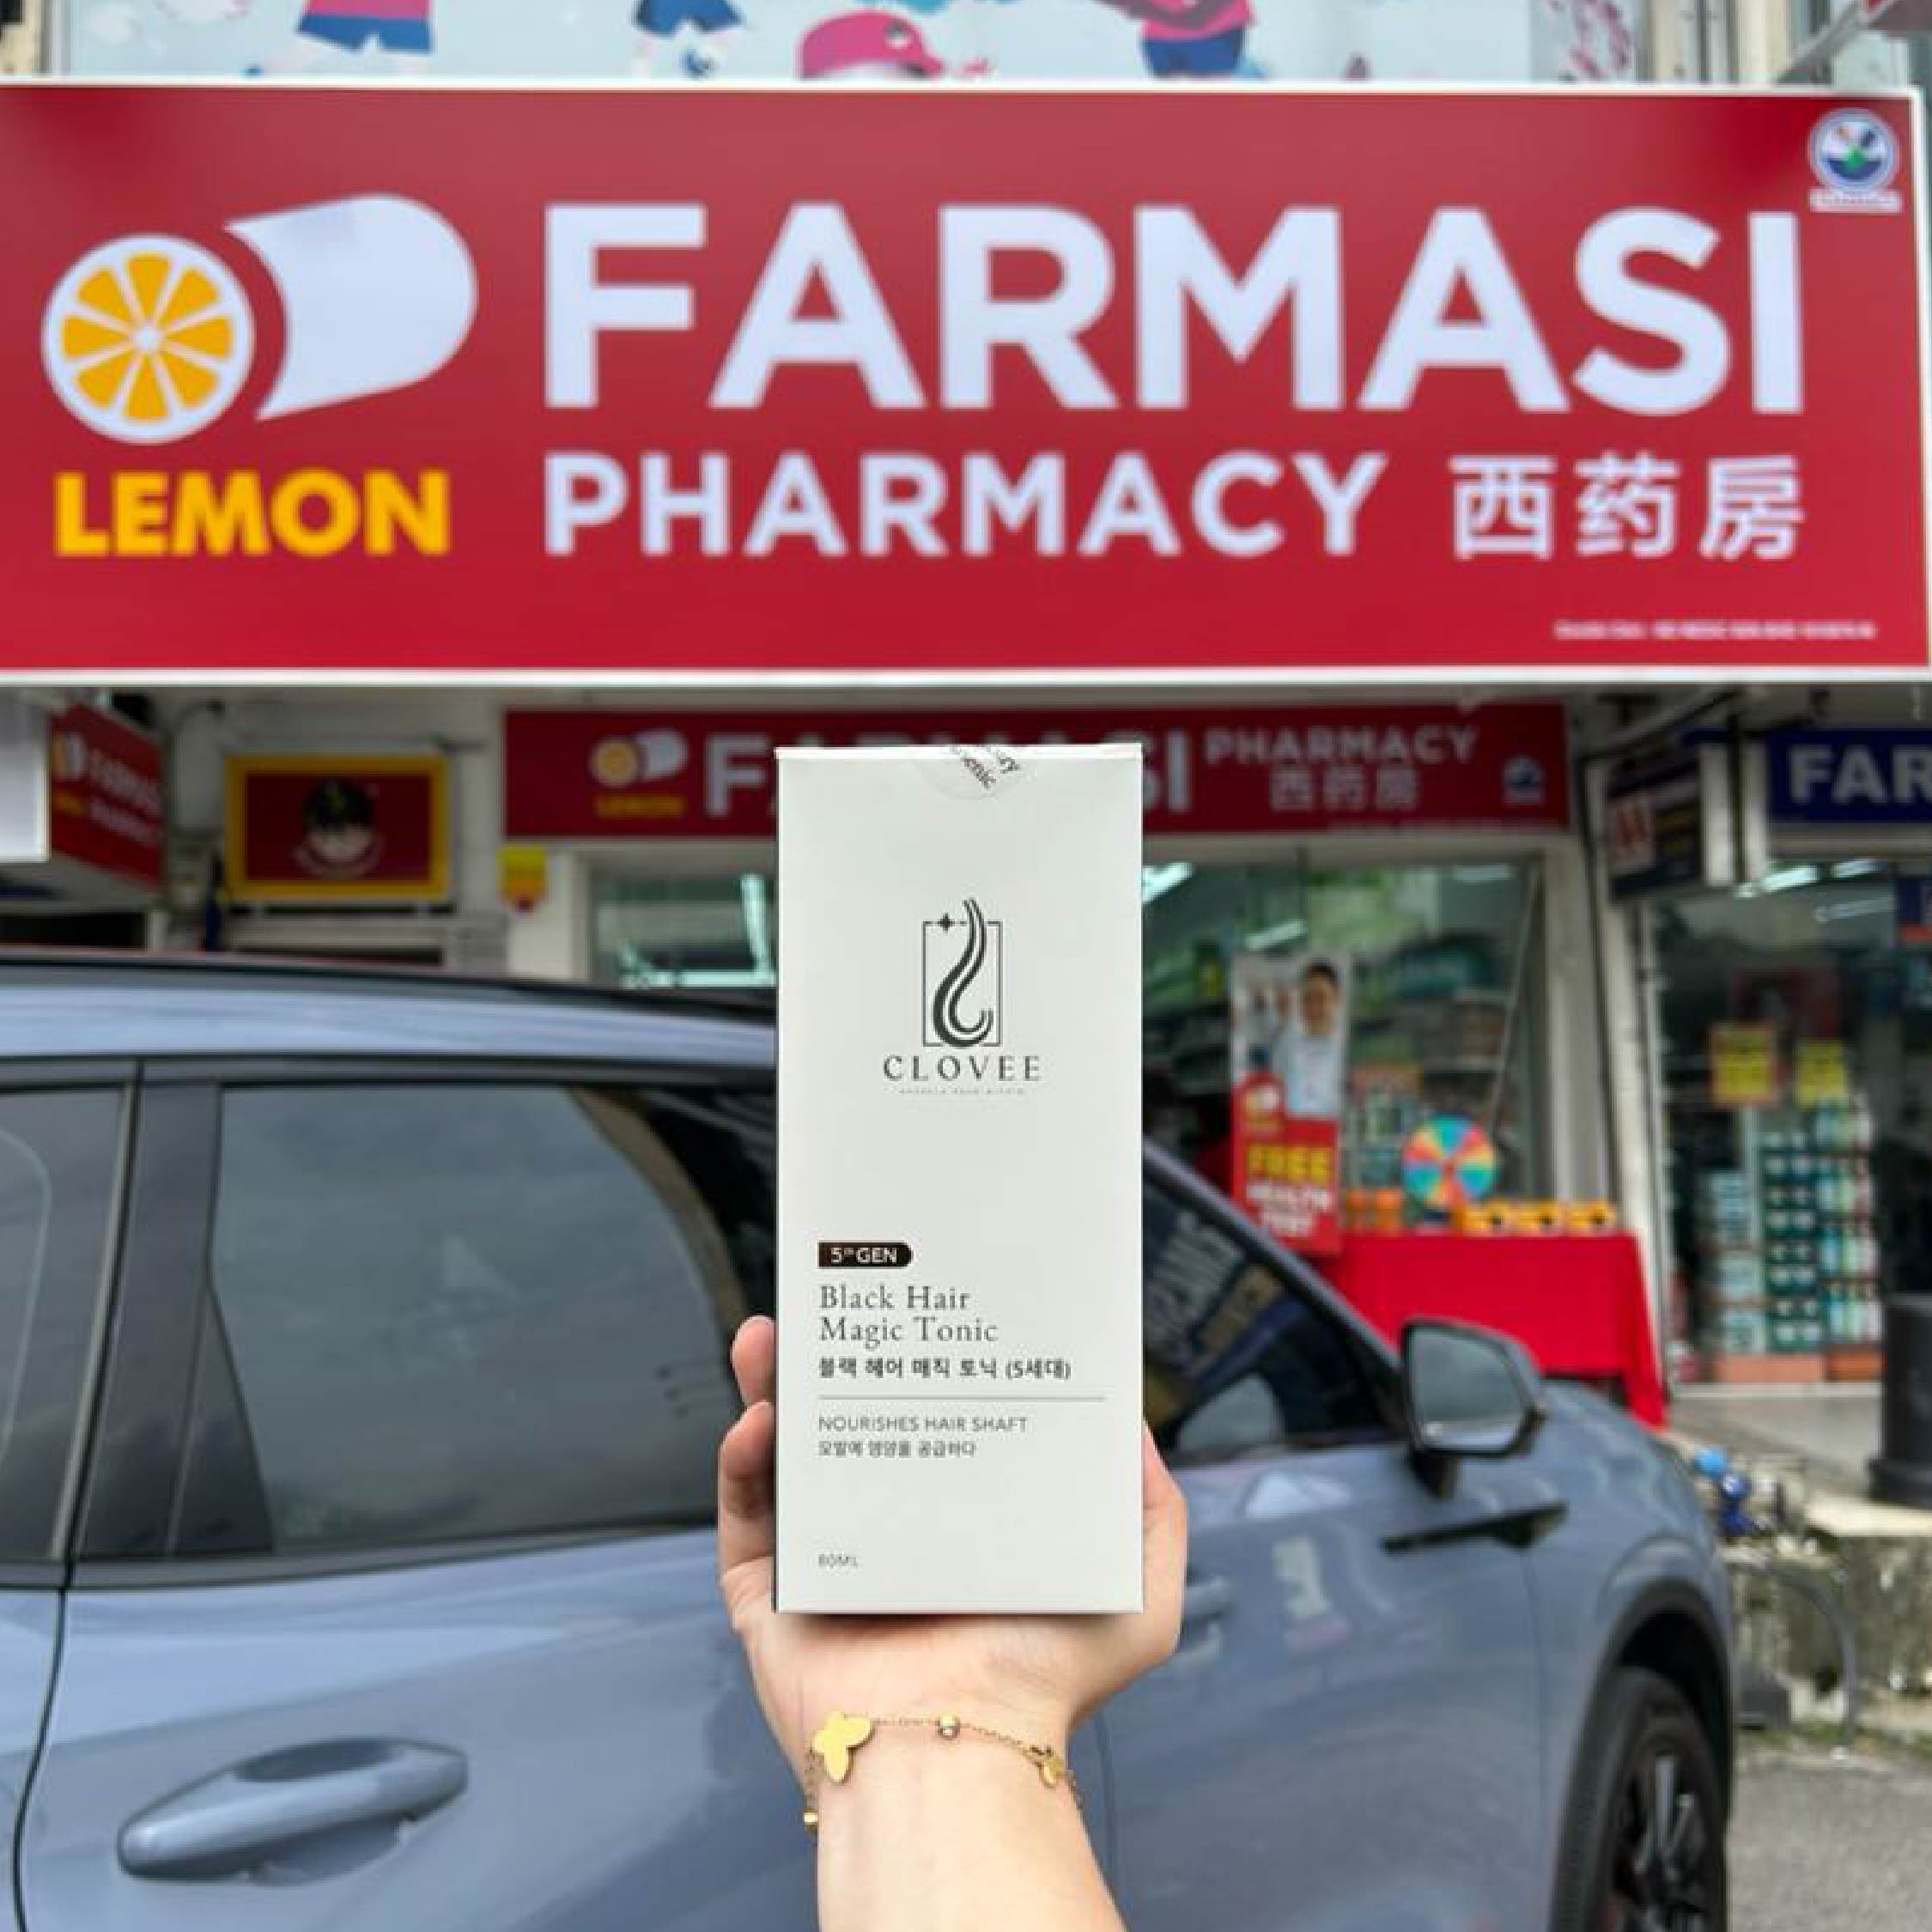 FARMASI
LEMON
PHARMACY 西药房
FARMASI
PHARMACY
西药房
LEMON
FAR
CLOVEE
5th GEN
Black Hair
Magic Tonic
블랙 헤어 매직 토닉 (5세대)
NOURISHES HAIR SHAFT
모발에 영양을 공급하다
80ML
FREE
HEALTH
TEST